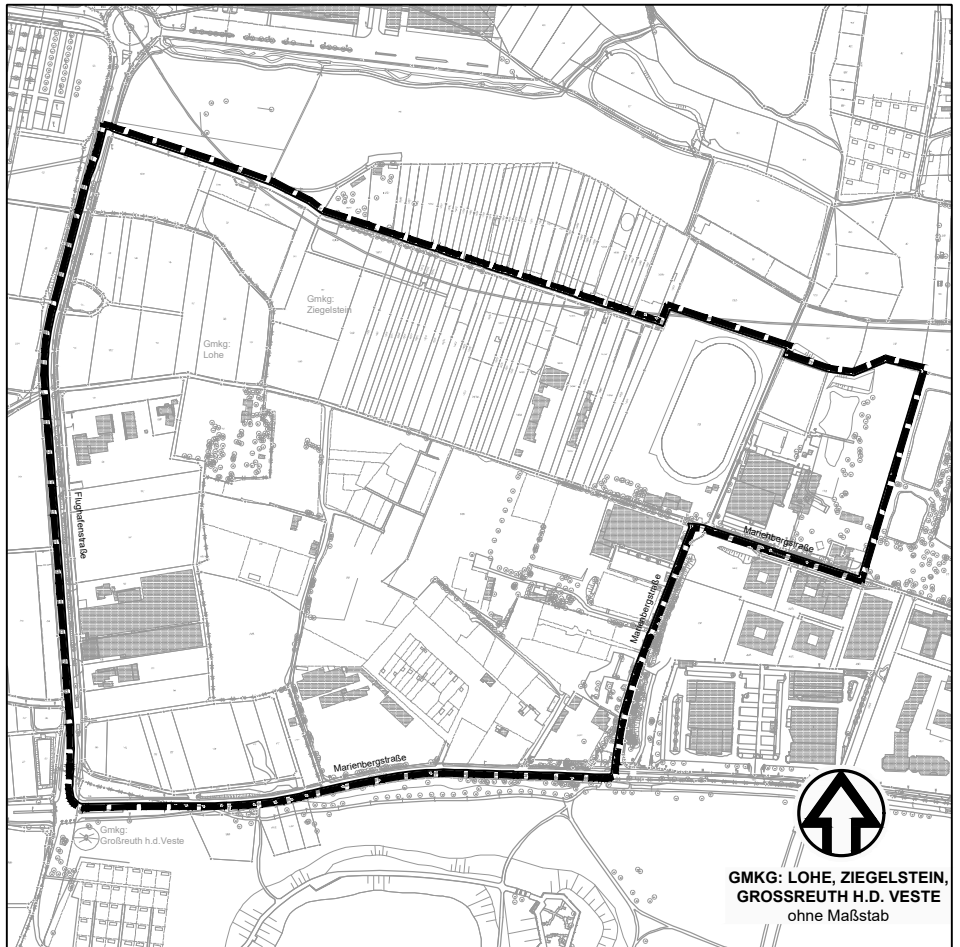 Gmkg:
Ziegelstein
Gmkg:
Lohe
Flughafenstraße
Marienbergstraße
Marienbergstraße
Marienbergstraße
Gmkg:
Großreuth h.d.Veste
GMKG: LOHE, ZIEGELSTEIN,
GROSSREUTH H.D. VESTE
ohne Maßstab